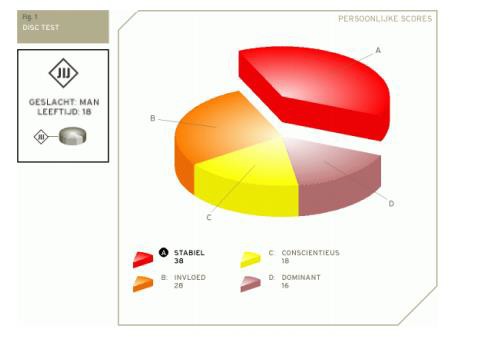 Fig. 1
DISC TEST
PERSOONLIJKE SCORES
JIJ
GESLACHT: MAN
LEEFTIJD: 18
JIJ
A
B
C
D
A STABIEL
38
B: INVLOED
28
C: CONSCIENTIEUS
18
D: DOMINANT
16